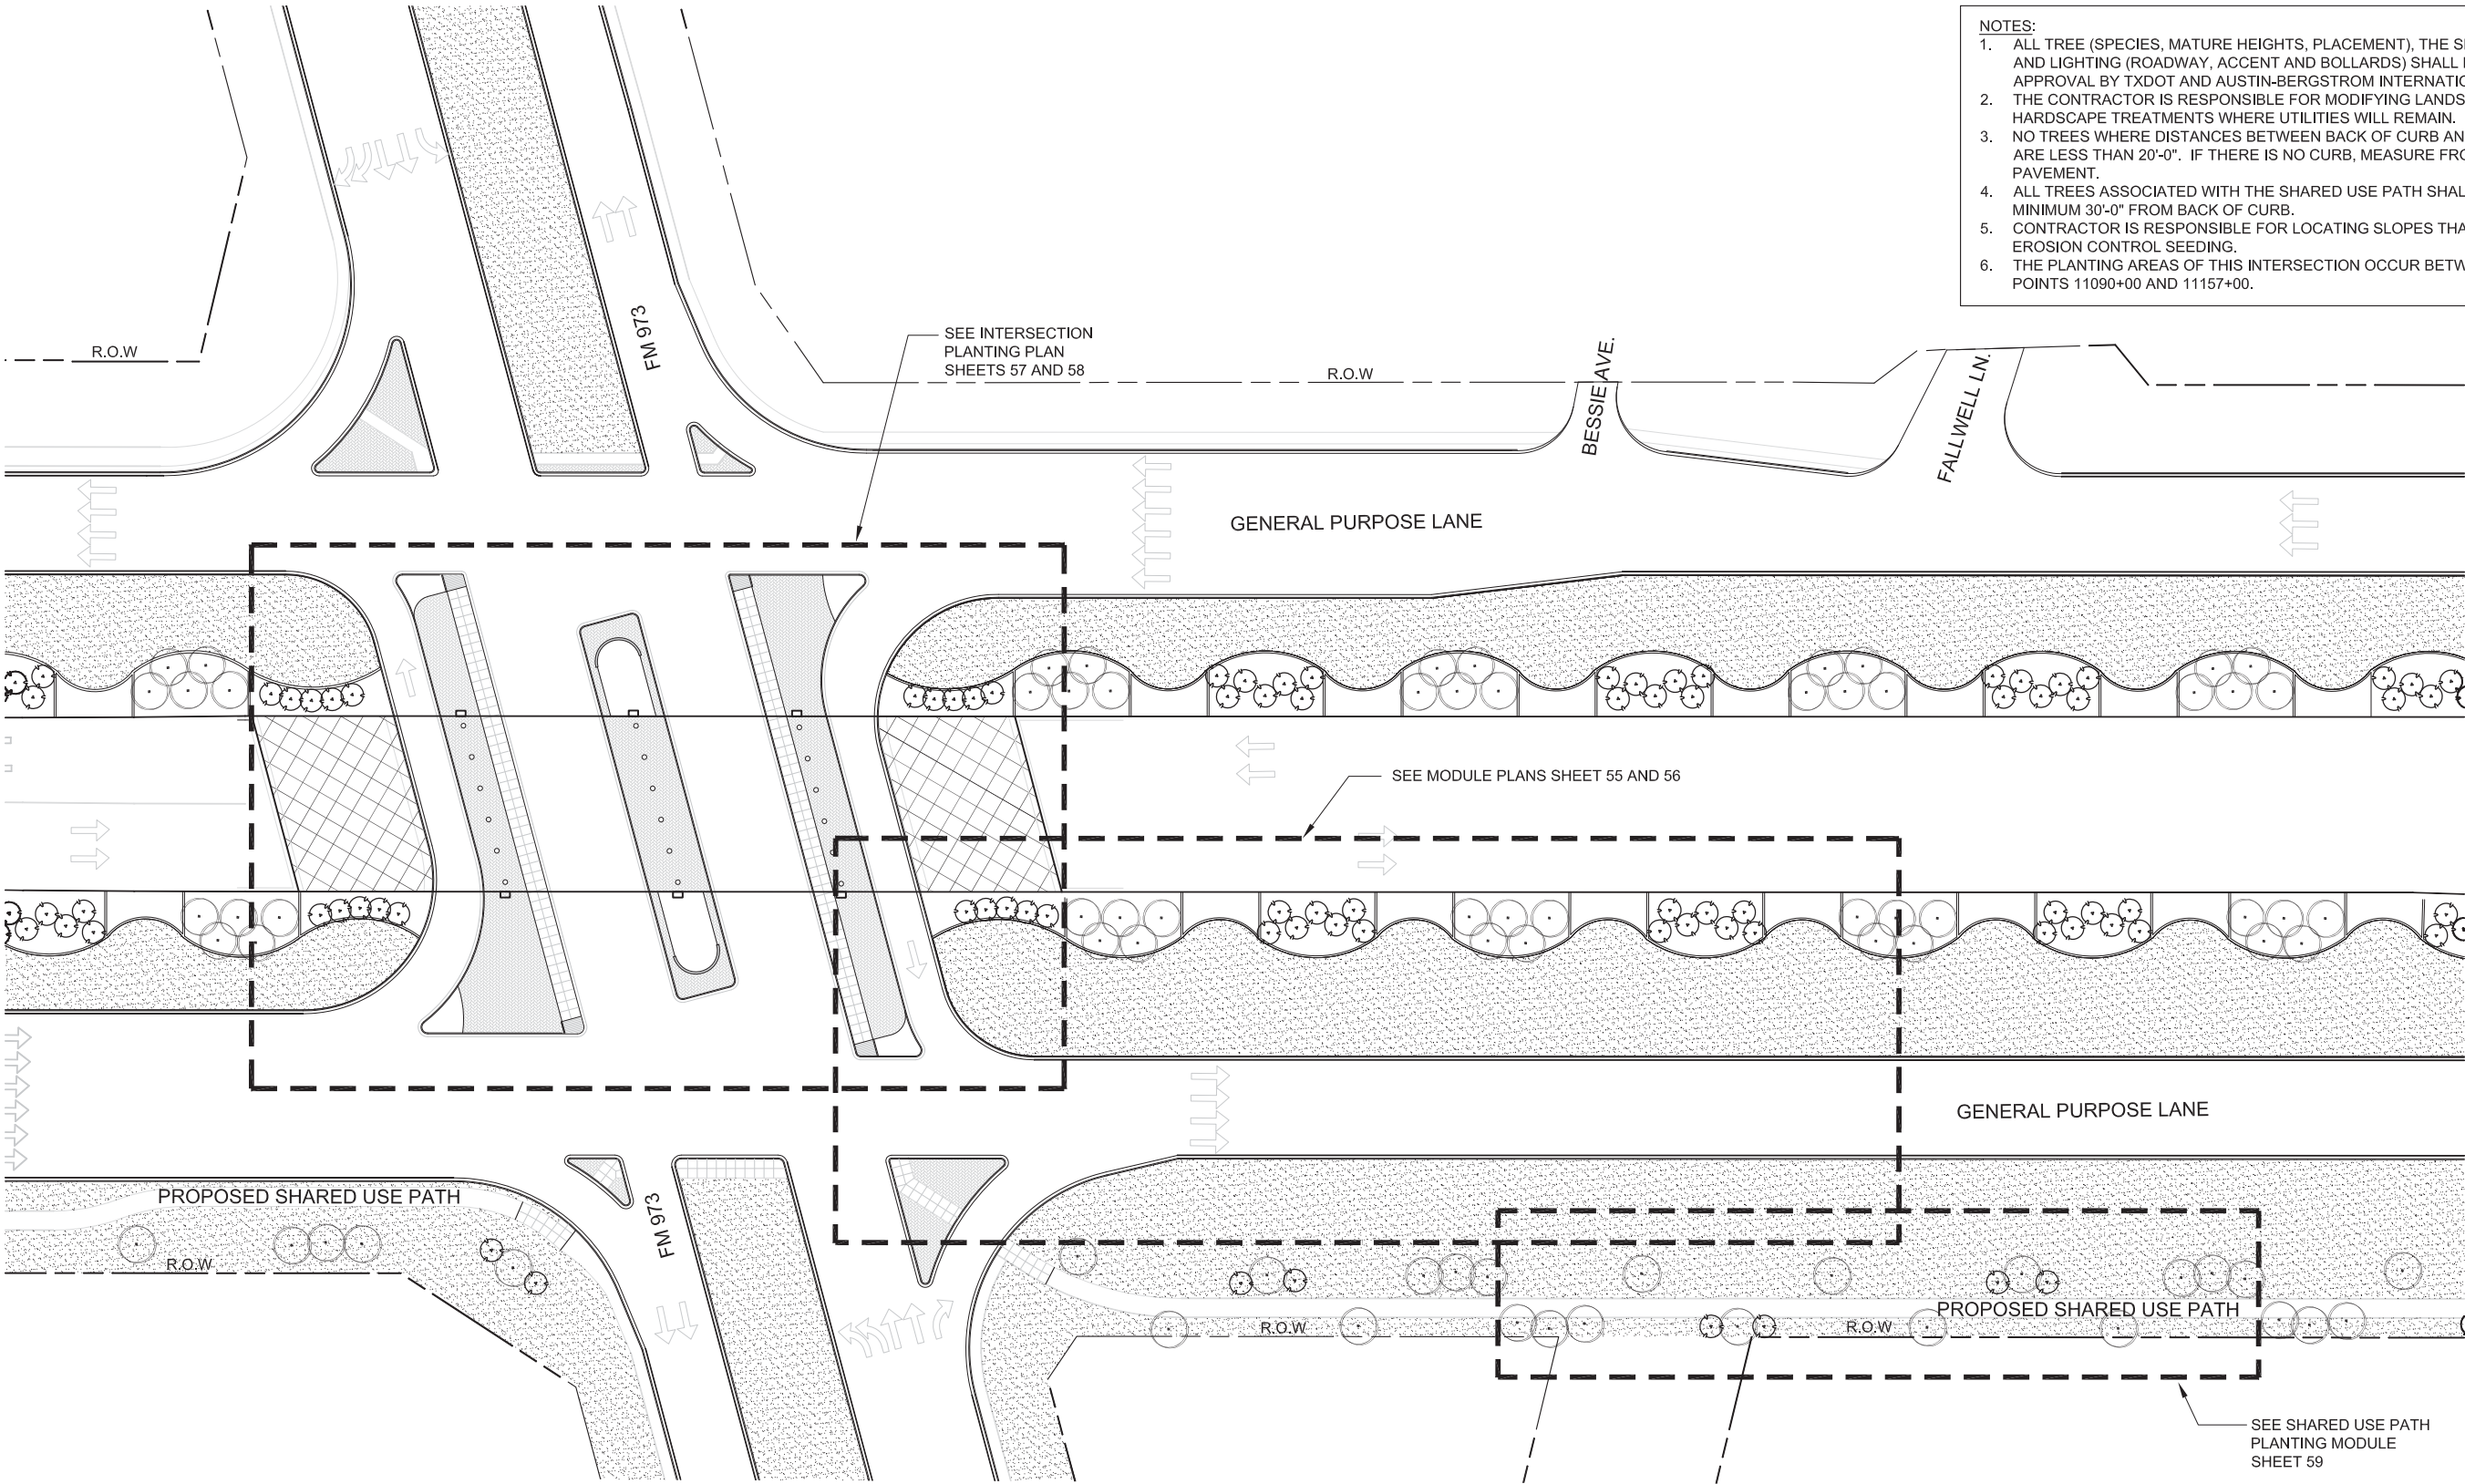 NOTES:
1. ALL TREE (SPECIES, MATURE HEIGHTS, PLACEMENT), THE
AND LIGHTING (ROADWAY, ACCENT AND BOLLARDS) SHALL
APPROVAL BY TXDOT AND AUSTIN-BERGSTROM
2. THE CONTRACTOR IS RESPONSIBLE FOR MODIFYING
HARDSCAPE TREATMENTS WHERE UTILITIES WILL REMAIN.
3. NO TREES WHERE DISTANCES BETWEEN BACK OF CURB
ARE LESS THAN 20'-0". IF THERE IS NO CURB, MEASURE
PAVEMENT.
4. ALL TREES ASSOCIATED WITH THE SHARED USE PATH
MINIMUM 30'-0" FROM BACK OF CURB.
5. CONTRACTOR IS RESPONSIBLE FOR LOCATING SLOPES
EROSION CONTROL SEEDING.
6. THE PLANTING AREAS OF THIS INTERSECTION OCCUR
POINTS 11090+00 AND 11157+00.
R.O.W
FM 973
SEE INTERSECTION
PLANTING PLAN
SHEETS 57 AND 58
R.O.W
BESSIE AVE.
FALLWELL LN.
GENERAL PURPOSE LANE
SEE MODULE PLANS SHEET 55 AND 56
GENERAL PURPOSE LANE
PROPOSED SHARED USE PATH
R.O.W
FM 973
PROPOSED SHARED USE PATH
R.O.W
R.O.W
SEE SHARED USE PATH
PLANTING MODULE
SHEET 59